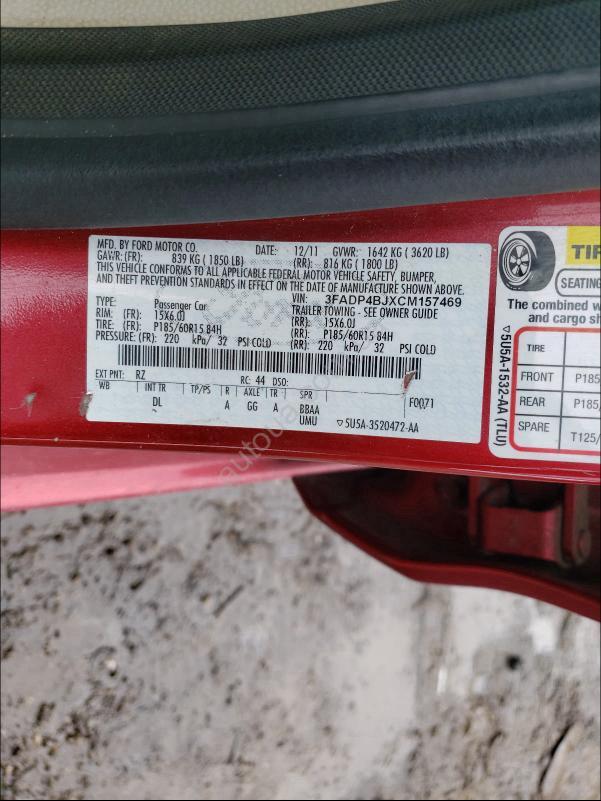 MFD. BY FORD MOTOR CO. DATE: 12/11 GVWR: 1642 KG ( 3620 LB)
GAWR: (FR): 839 KG ( 1850 LB) (RR): 816 KG ( 1800 LB)
THIS VEHICLE CONFORMS TO ALL APPLICABLE FEDERAL MOTOR VEHICLE SAFETY, BUMPER,
AND THEFT PREVENTION STANDARDS IN EFFECT ON THE DATE OF MANUFACTURE SHOWN ABOVE.
VIN: 3FADP4BJXCM157469
TYPE: Passenger Car TRAILER TOWING - SEE OWNER GUIDE
RIM: (FR): 15X6.0J (RR): 15X6.0J
TIRE: (FR): P185/60R15 84H (RR): P185/60R15 84H
PRESSURE: (FR): 220 kPa/ 32 PSI COLD (RR): 220 kPa/ 32 PSI COLD
EXT PNT: RZ RC: 44 DSO:
WB INT TR TP/PS R AXLE TR SPR
DL A GG A BBAA F0071
UMU ▽5U5A-3520472-AA
TIR
SEATING
The combined w
and cargo sh
▽5U5A-1532-AA (TLU)
TIRE
FRONT P185
REAR P185/
SPARE T125/